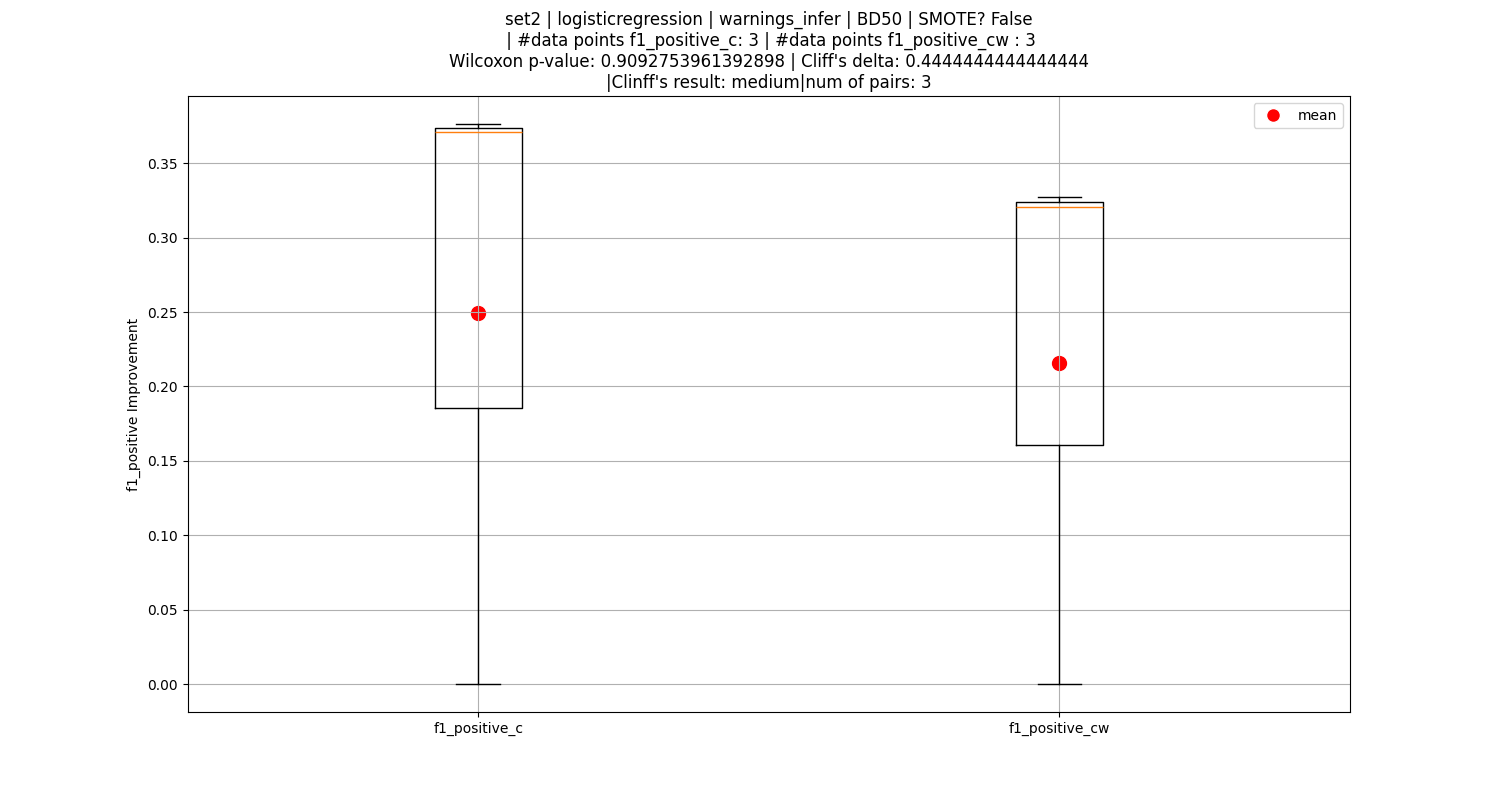 set2 | logisticregression | warnings_infer | BD50 | SMOTE? False
| #data points f1_positive_c: 3 | #data points f1_positive_cw : 3
Wilcoxon p-value: 0.9092753961392898 | Cliff's delta: 0.4444444444444444
|Clinff's result: medium|num of pairs: 3
mean
0.35
0.30
0.25
0.20
0.15
0.10
0.05
0.00
f1_positive Improvement
f1_positive_c
f1_positive_cw